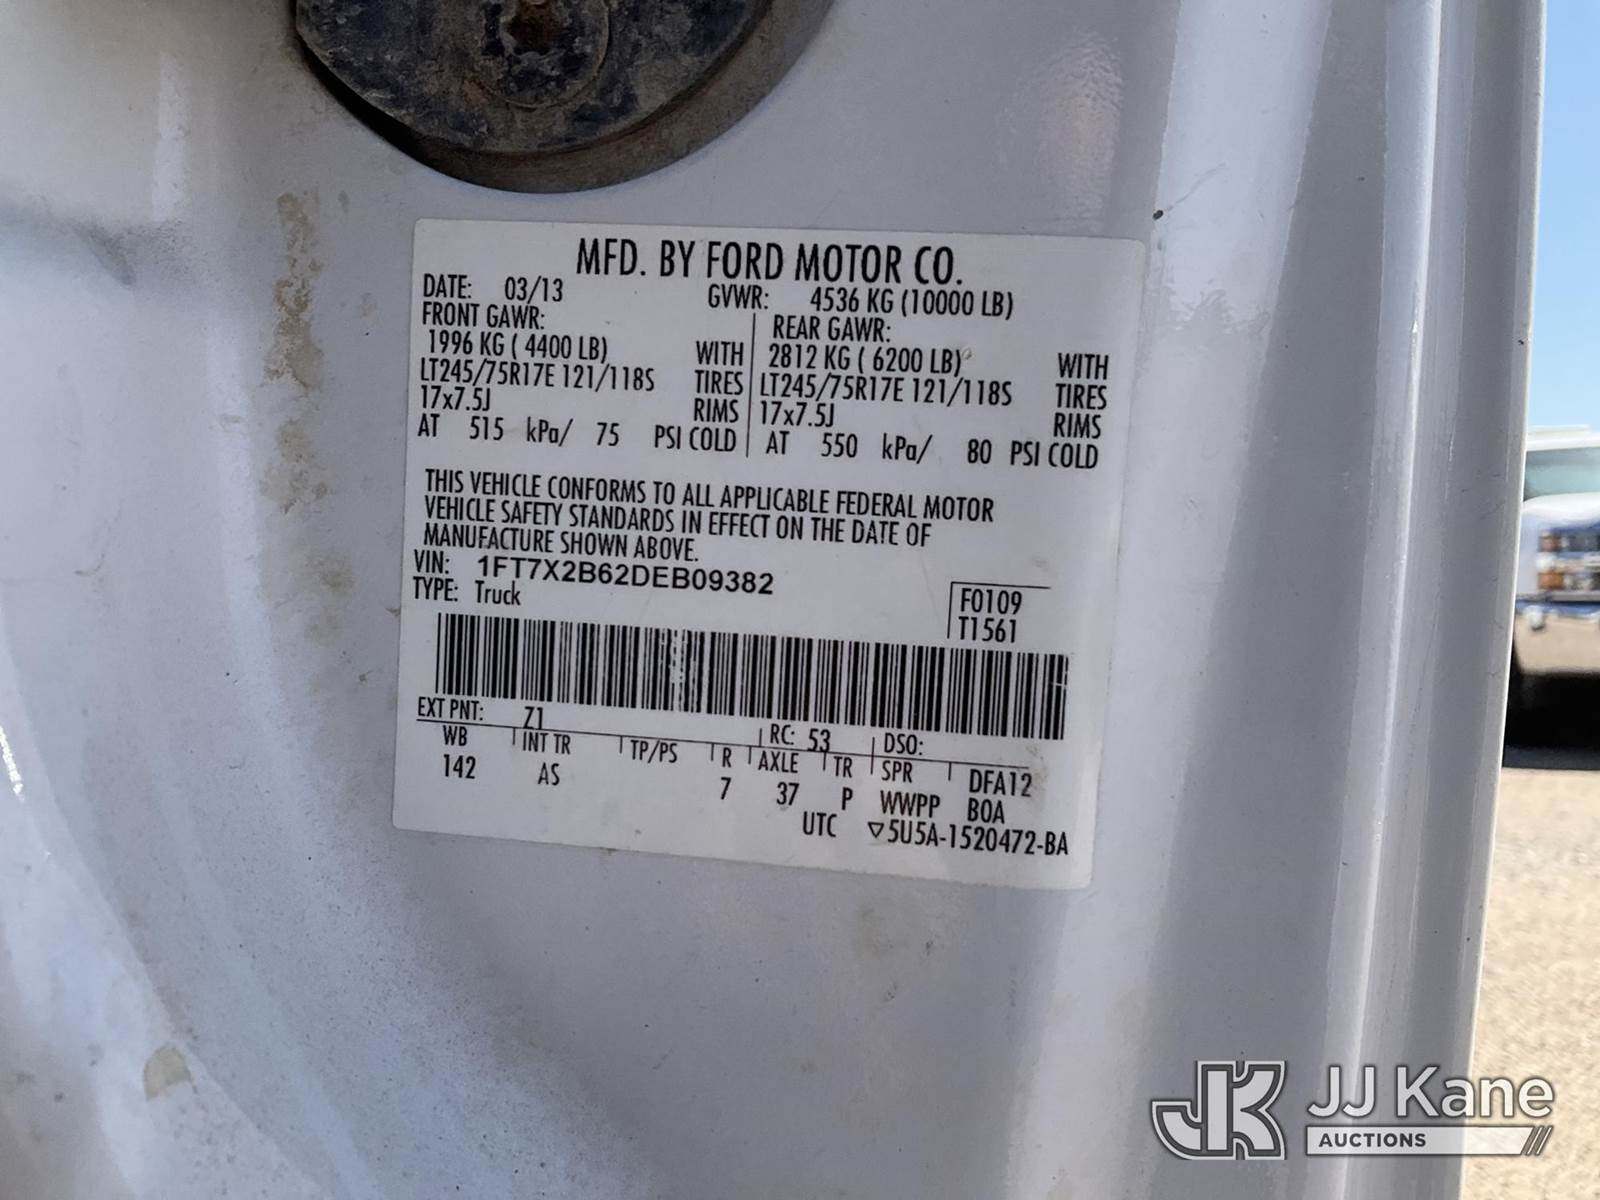 MFD. BY FORD MOTOR CO.
DATE: 03/13 GVWR: 4536 KG (10000 LB)
FRONT GAWR: REAR GAWR:
1996 KG ( 4400 LB) WITH 2812 KG ( 6200 LB) WITH
LT245/75R17E 121/118S TIRES LT245/75R17E 121/118S TIRES
17x7.5J RIMS 17x7.5J RIMS
AT 515 kPa/ 75 PSI COLD AT 550 kPa/ 80 PSI COLD
THIS VEHICLE CONFORMS TO ALL APPLICABLE FEDERAL MOTOR
VEHICLE SAFETY STANDARDS IN EFFECT ON THE DATE OF
MANUFACTURE SHOWN ABOVE.
VIN: 1FT7X2B62DEB09382
TYPE: Truck
F0109
T1561
EXT PNT: Z1 RC: 53 DSO:
WB INT TR TP/PS R AXLE TR SPR DFA12
142 AS 7 37 P WWPP BOA
UTC ▽5U5A-1520472-BA
JK JJ Kane
AUCTIONS